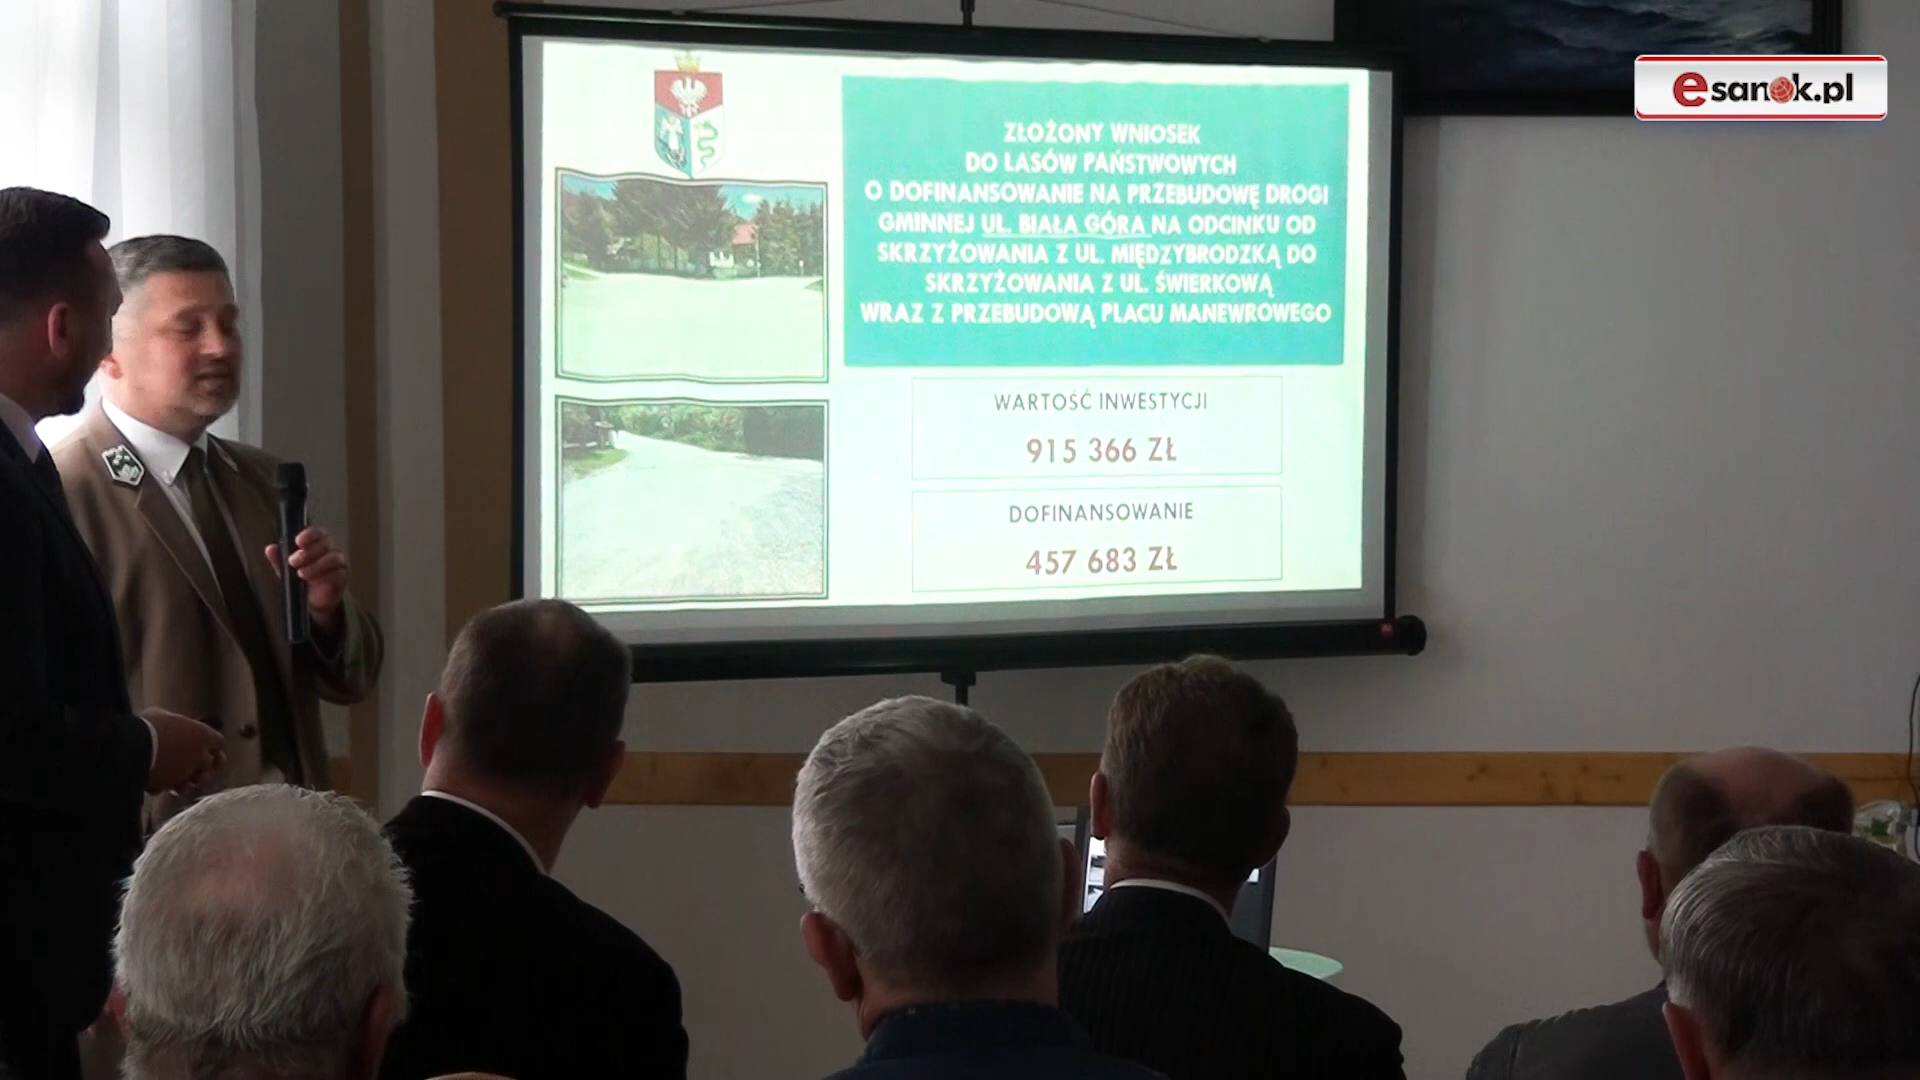 esanok.pl
ZŁOŻONY WNIOSEK
DO LASÓW PAŃSTWOWYCH
O DOFINANSOWANIE NA PRZEBUDOWĘ DROGI
GMINNEJ UL. BIAŁA GÓRA NA ODCINKU OD
SKRZYŻOWANIA Z UL. MIĘDZYBRODZKĄ DO
SKRZYŻOWANIA Z UL. ŚWIERKOWĄ
WRAZ Z PRZEBUDOWĄ PLACU MANEWROWEGO
WARTOŚĆ INWESTYCJI
915 366 ZŁ
DOFINANSOWANIE
457 683 ZŁ